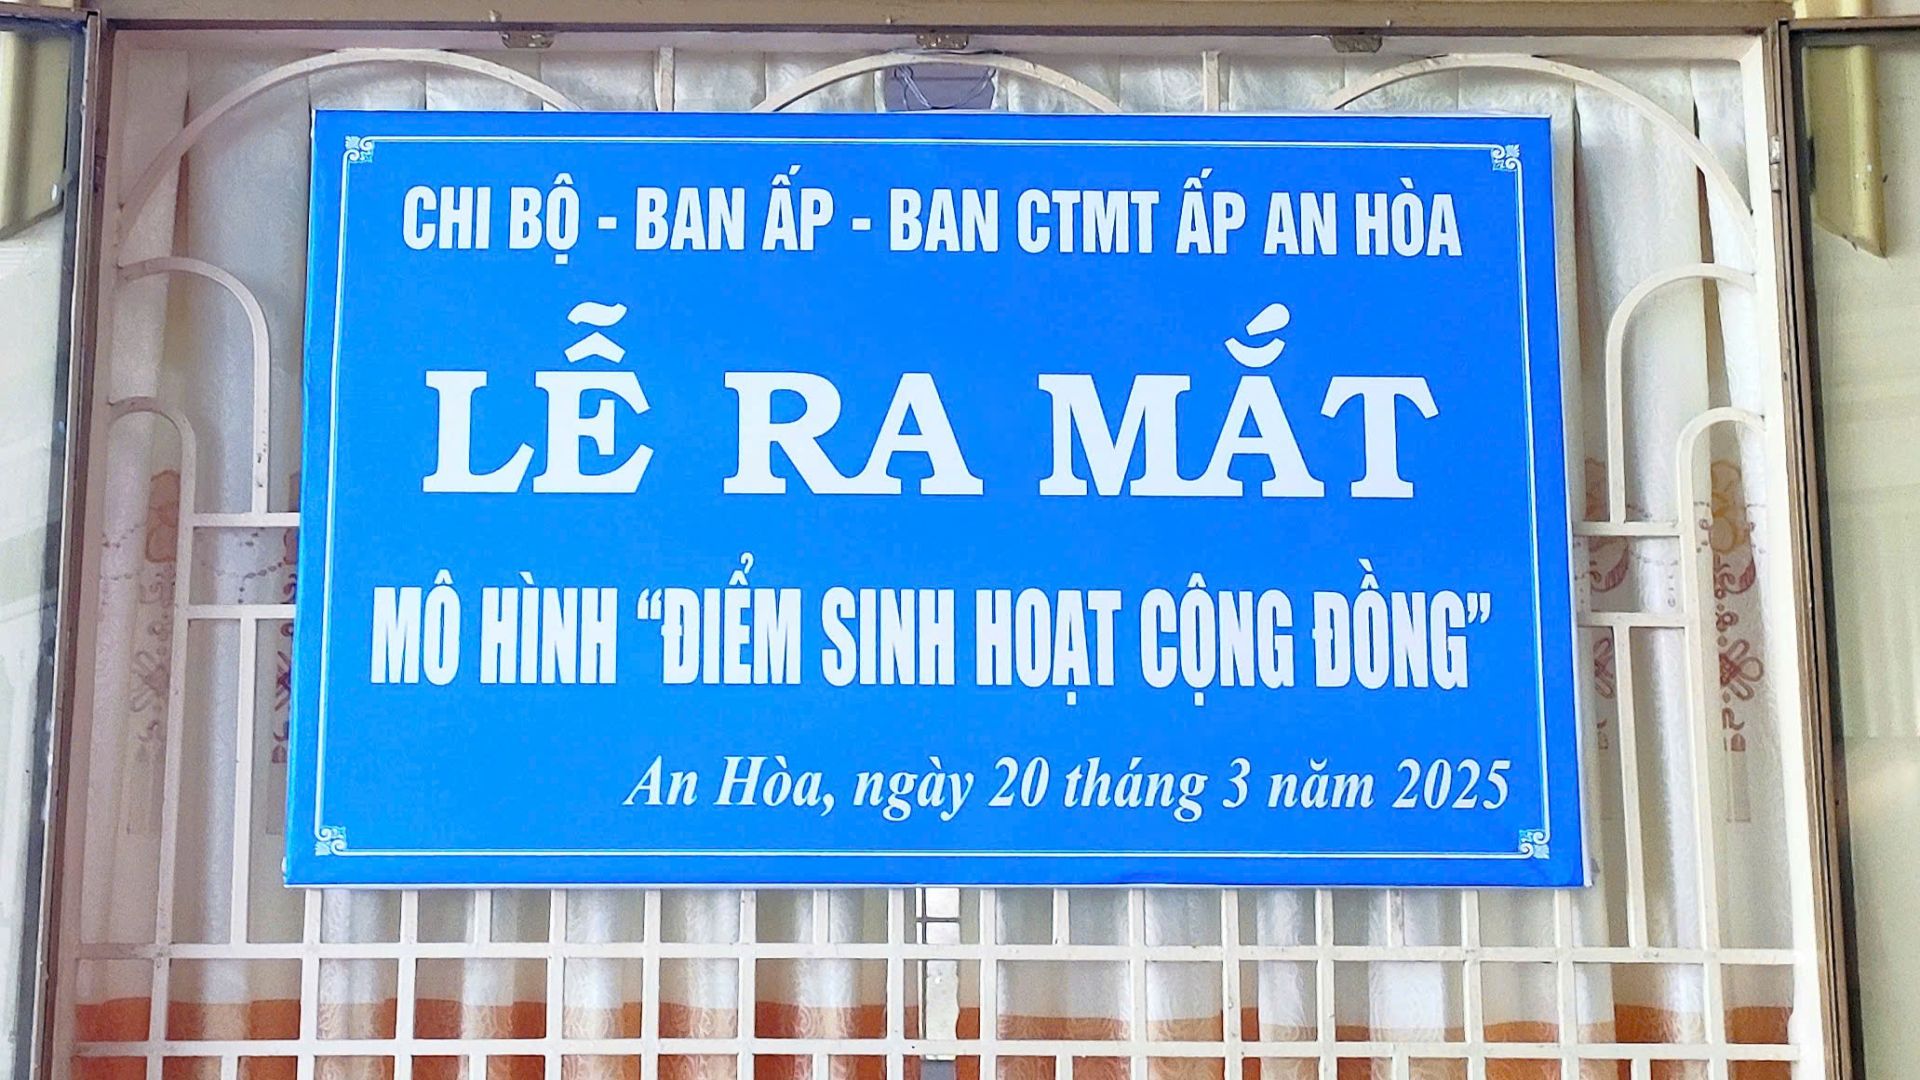 CHI BỘ - BAN ẤP - BAN CTMT ẤP AN HÒA
LỄ RA MẮT
MÔ HÌNH “ĐIỂM SINH HOẠT CỘNG ĐỒNG”
An Hòa, ngày 20 tháng 3 năm 2025